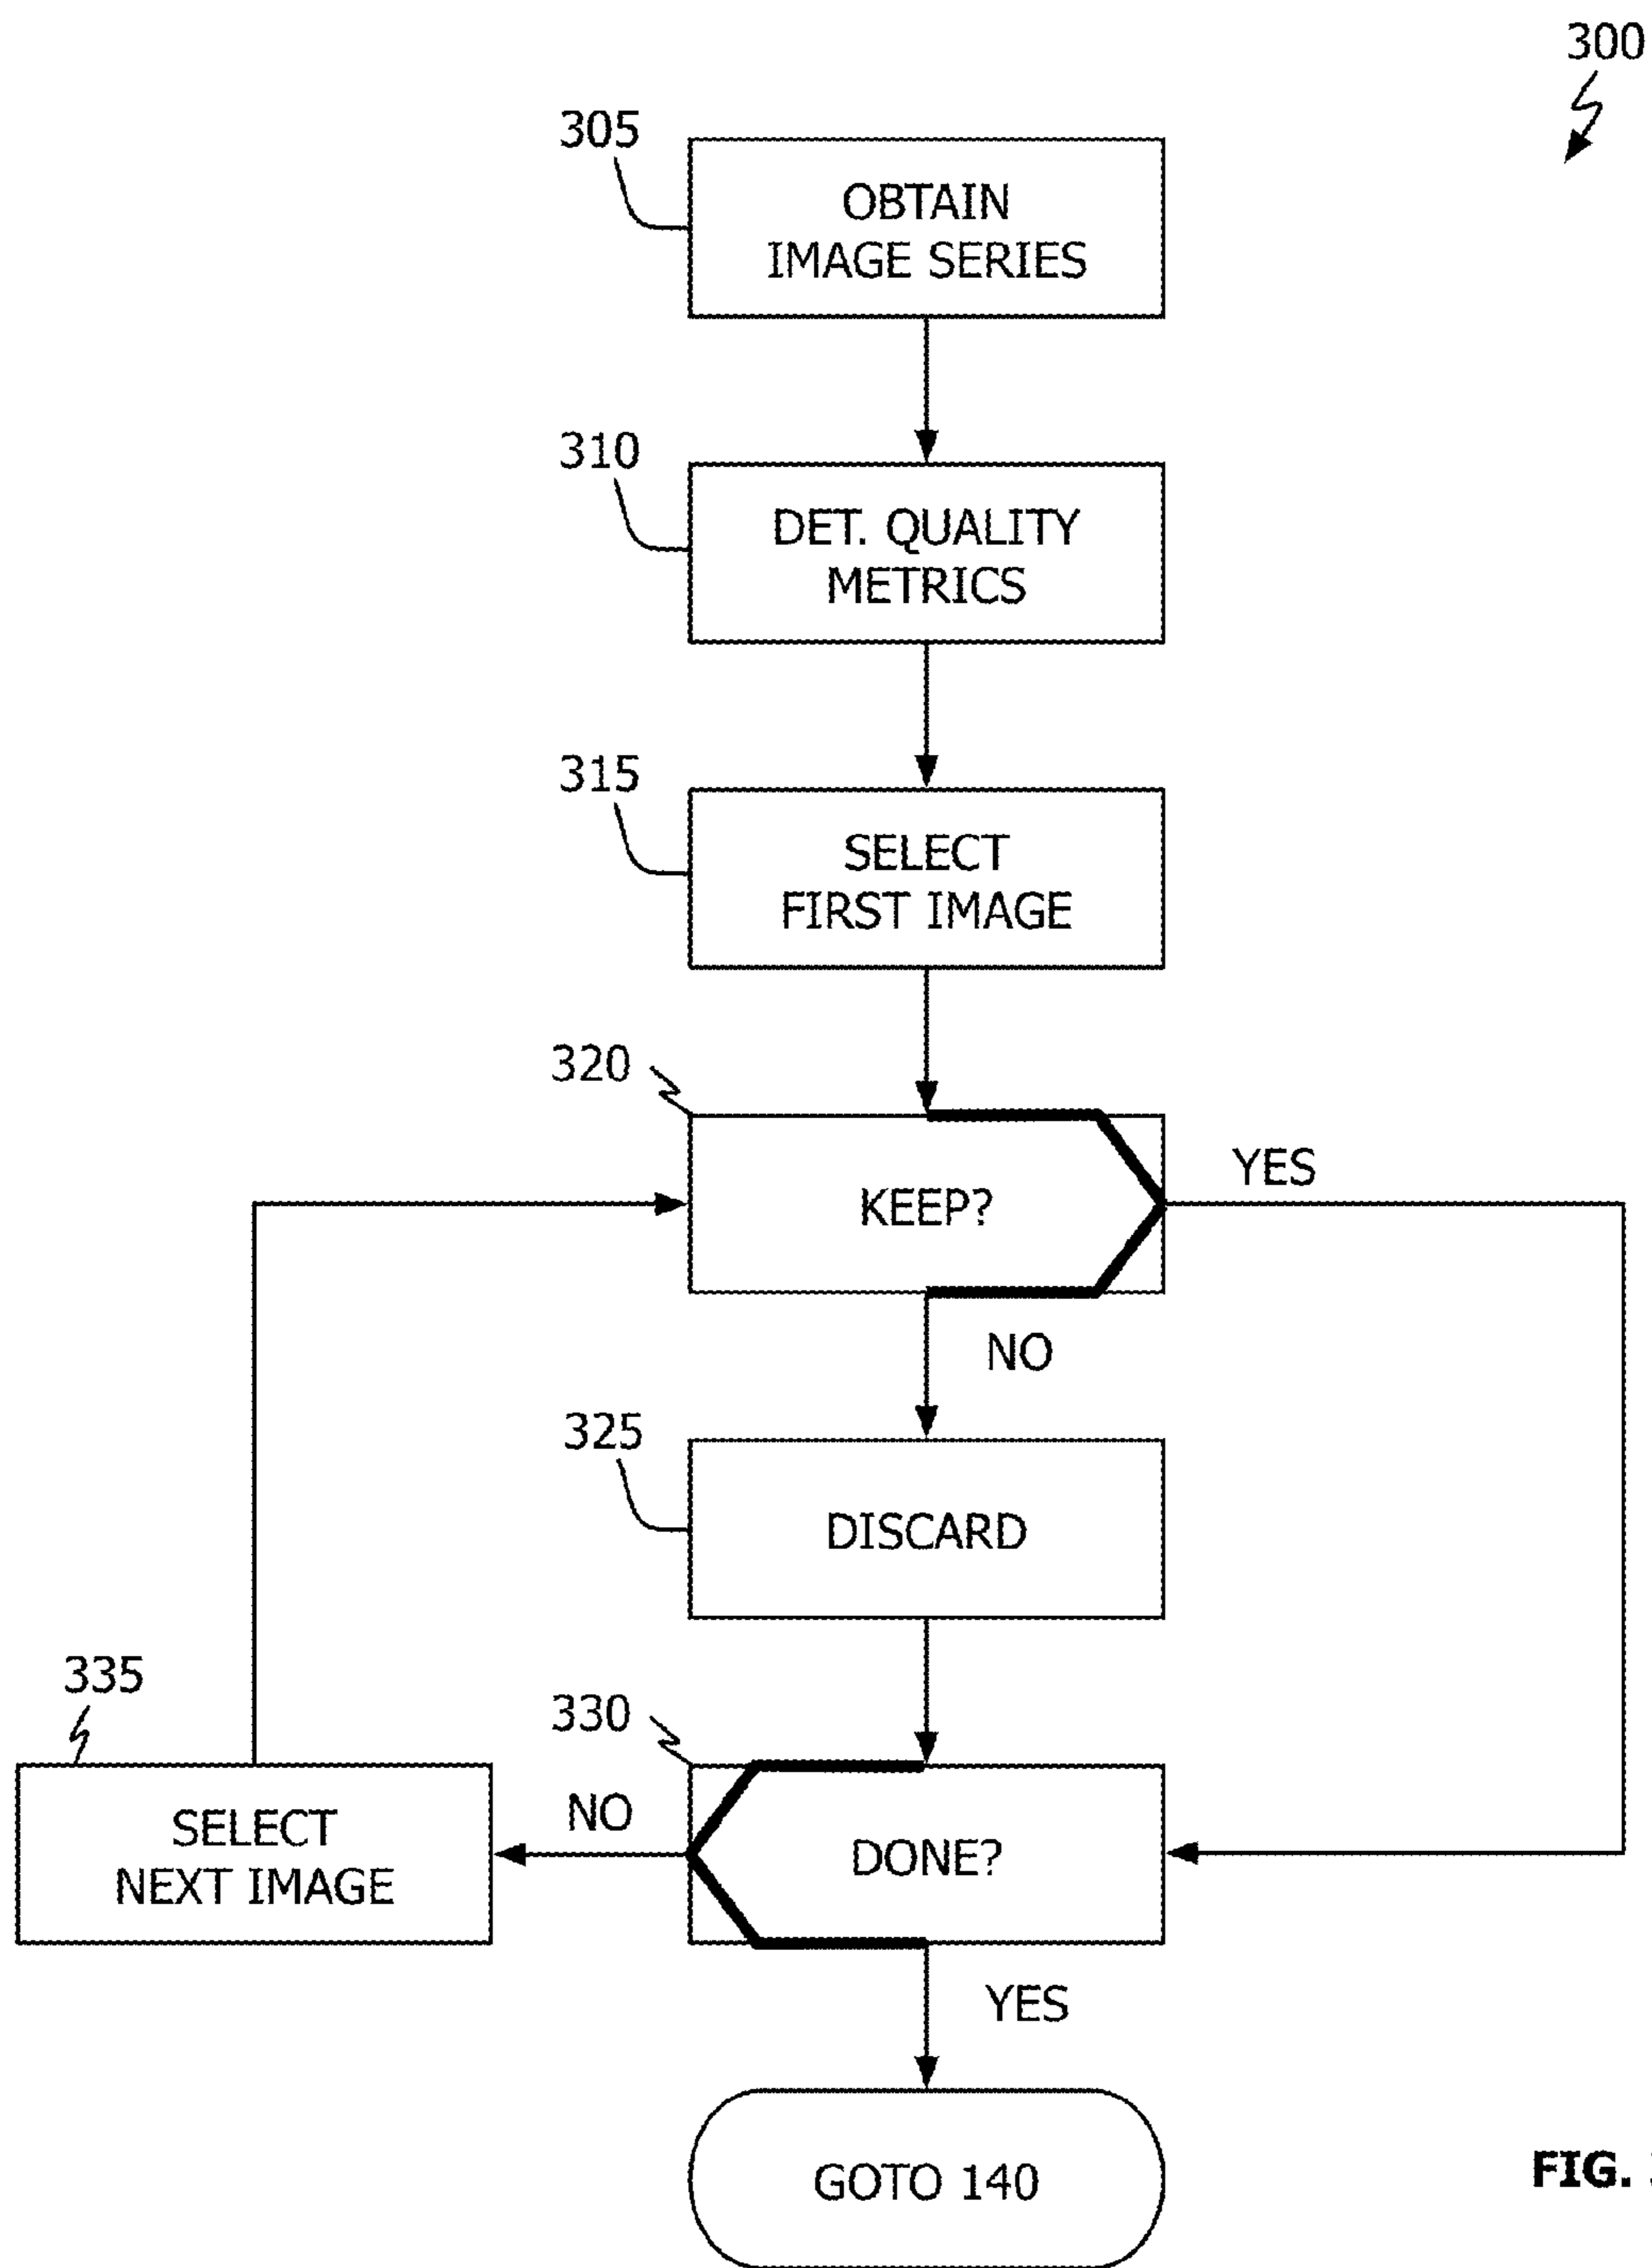 300
305
OBTAIN
IMAGE SERIES
310
DET. QUALITY
METRICS
315
SELECT
FIRST IMAGE
320
KEEP?
YES
NO
325
DISCARD
335
330
SELECT
NEXT IMAGE
NO
DONE?
YES
GOTO 140
FIG.